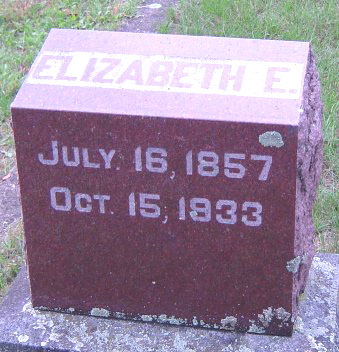 ELIZABETH E.
JULY 16, 1857
OCT. 15, 1933